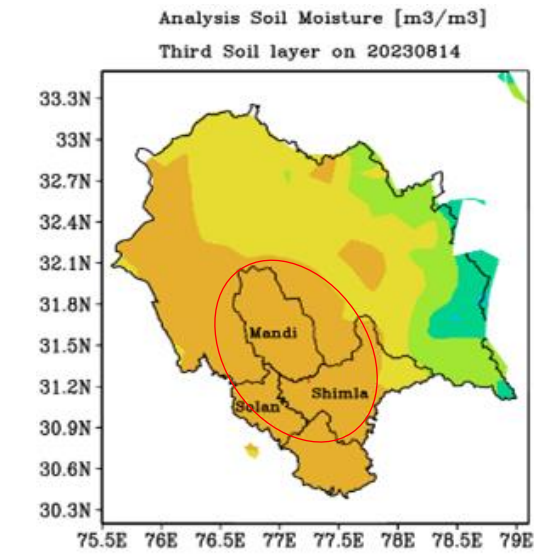 Analysis Soil Moisture [m3/m3]
Third Soil layer on 20230814
33.3N
33N
32.7N
32.4N
32.1N
31.8N
31.5N
31.2N
30.9N
30.6N
30.3N
Mandi
Shimla
Solan
75.5E 76E 76.5E 77E 77.5E 78E 78.5E 79E